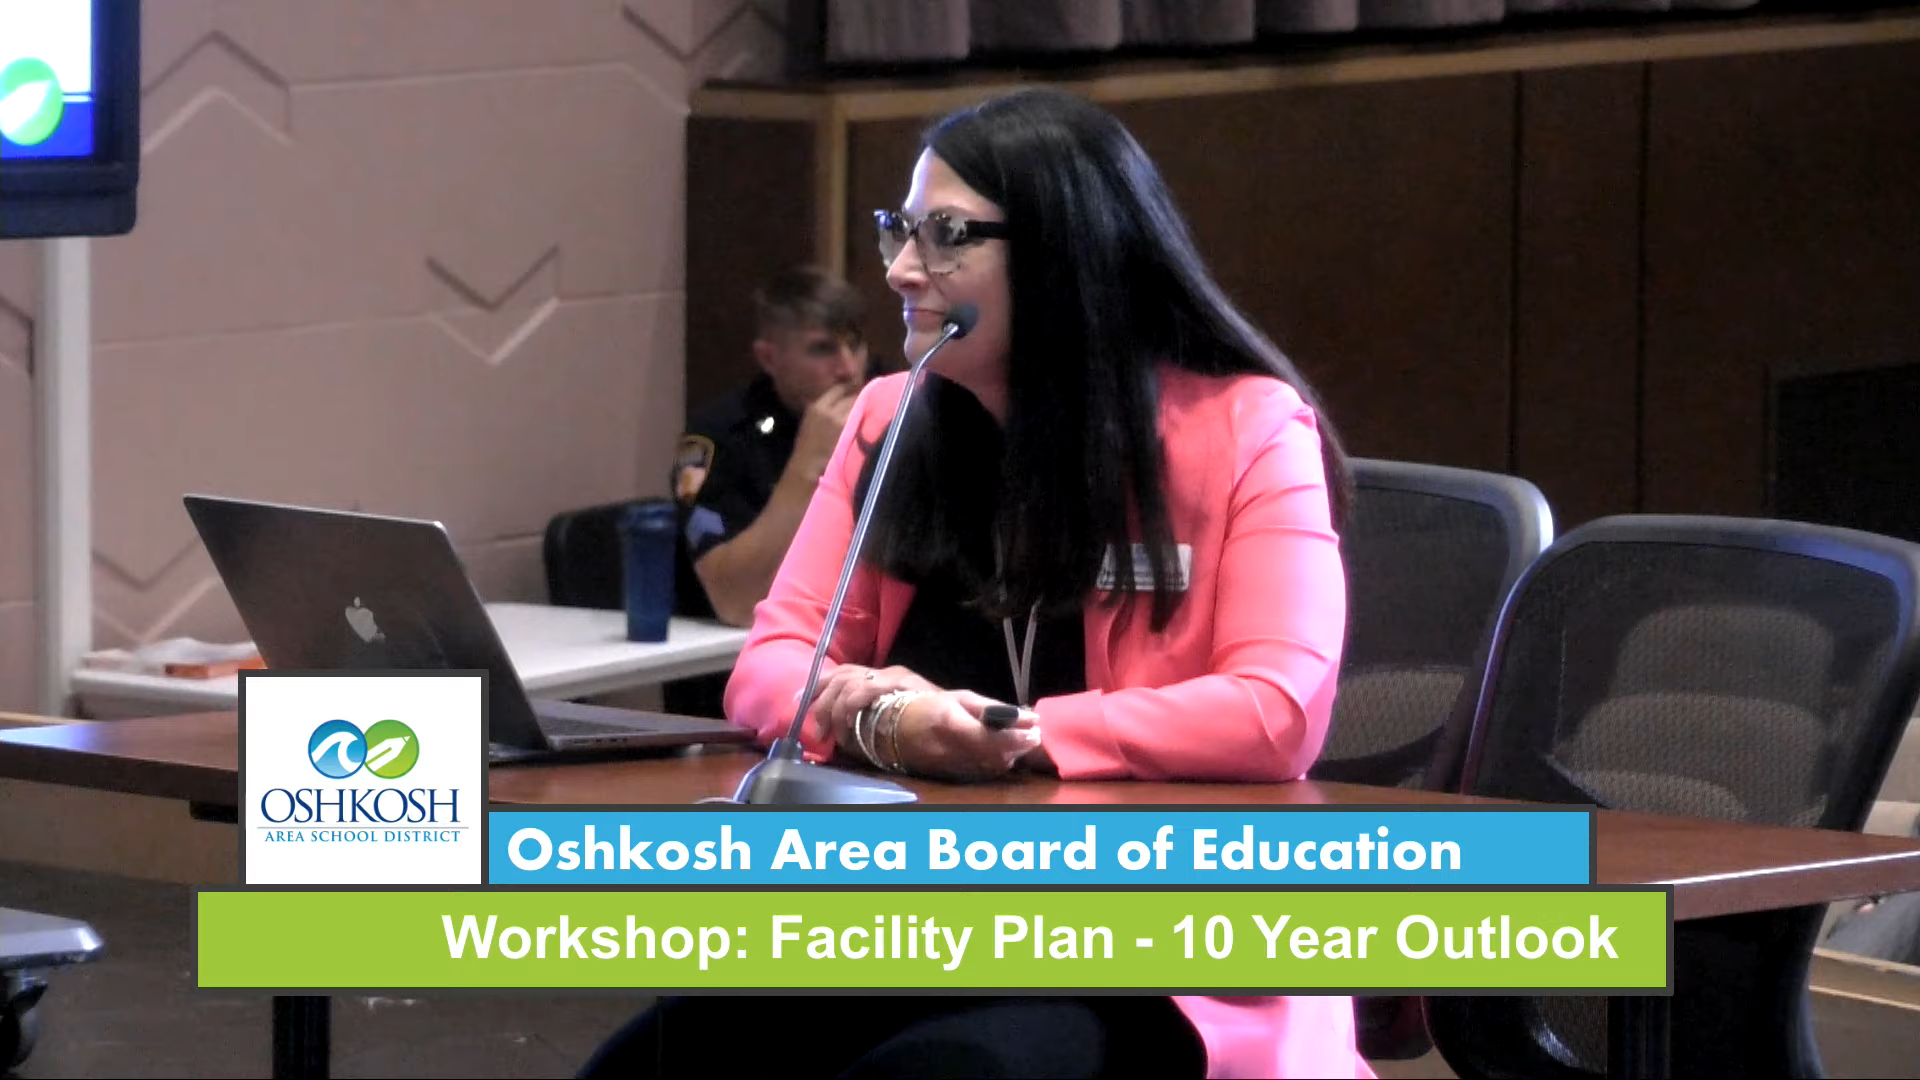 OSHKOSH
AREA SCHOOL DISTRICT
Oshkosh Area Board of Education
Workshop: Facility Plan - 10 Year Outlook